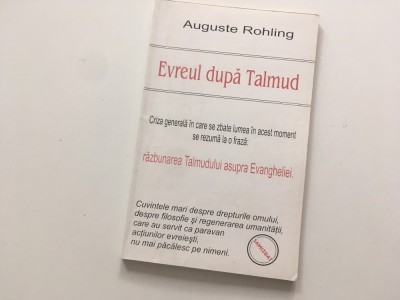 Auguste Rohling
Evreul după Talmud
Criza generală în care se zbate lumea în acest moment
se rezumă la o frază:
răzbunarea Talmudului asupra Evangheliei.
Cuvintele mari despre drepturile omului,
despre filosofie și regenerarea umanității,
care au servit ca paravan
acțiunilor evreiești,
nu mai păcălesc pe nimeni.
SAMIZDAT